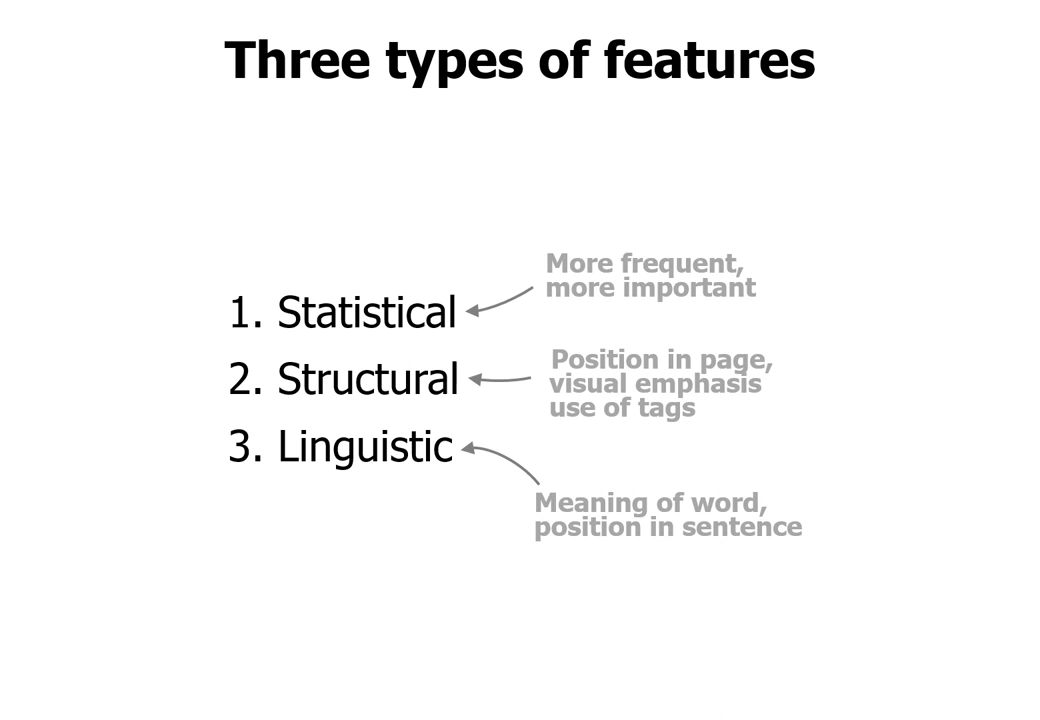 Three types of features
More frequent,
more important
1. Statistical
Position in page,
visual emphasis
use of tags
2. Structural
3. Linguistic
Meaning of word,
position in sentence